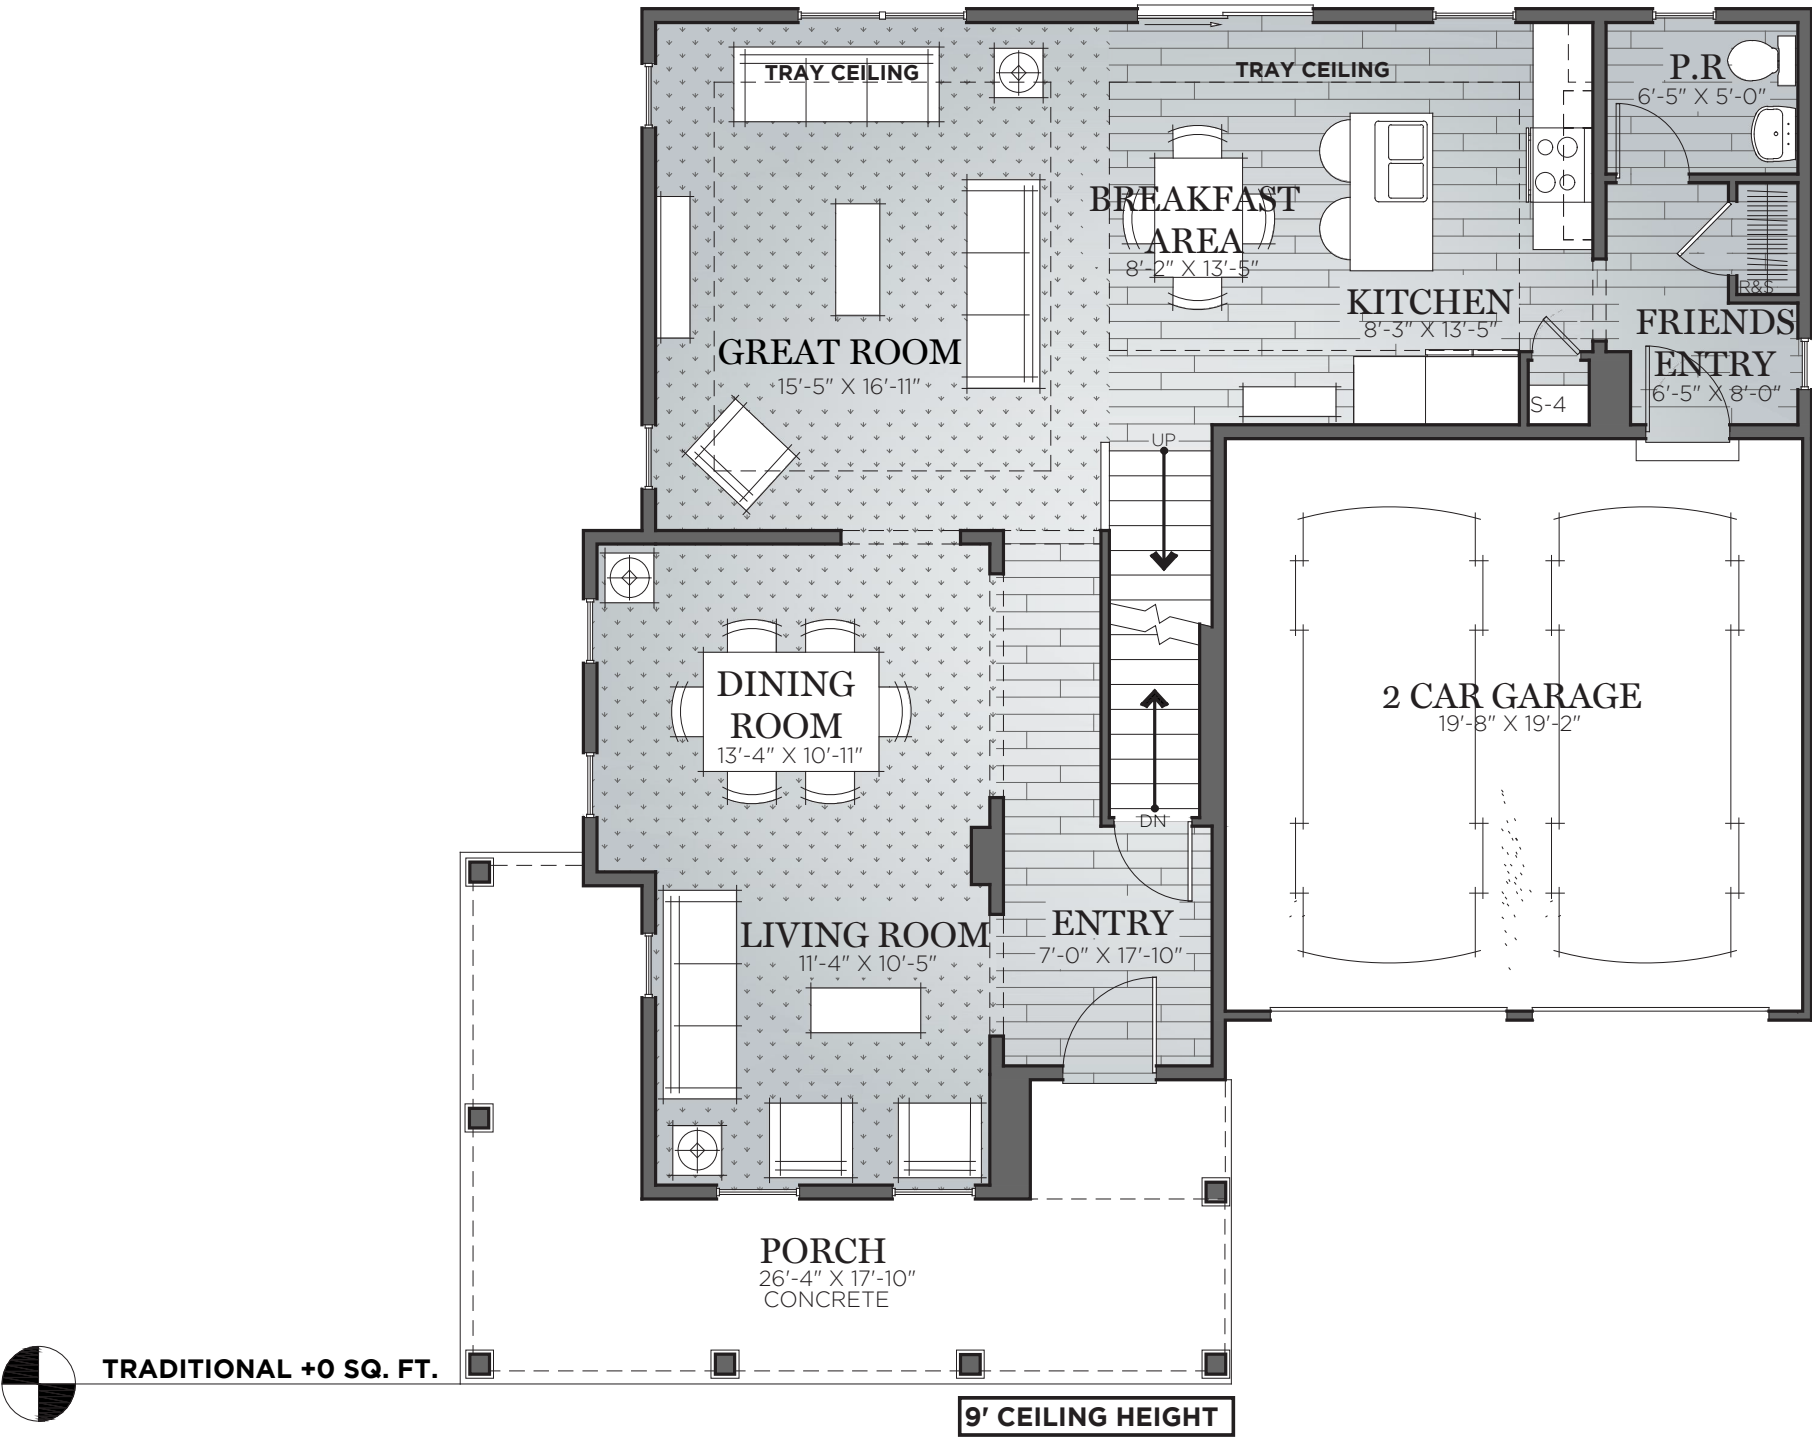 TRAY CEILING
TRAY CEILING
P.R
6'-5" X 5'-0"
BREAKFAST
AREA
8'-2" X 13'-5"
R&S
KITCHEN
8'-3" X 13'-5"
FRIENDS
ENTRY
6'-5" X 8'-0"
GREAT ROOM
15'-5" X 16'-11"
S-4
UP
DINING
ROOM
13'-4" X 10'-11"
2 CAR GARAGE
19'-8" X 19'-2"
DN
LIVING ROOM
11'-4" X 10'-5"
ENTRY
7'-0" X 17'-10"
PORCH
26'-4" X 17'-10"
CONCRETE
TRADITIONAL +0 SQ. FT.
9' CEILING HEIGHT